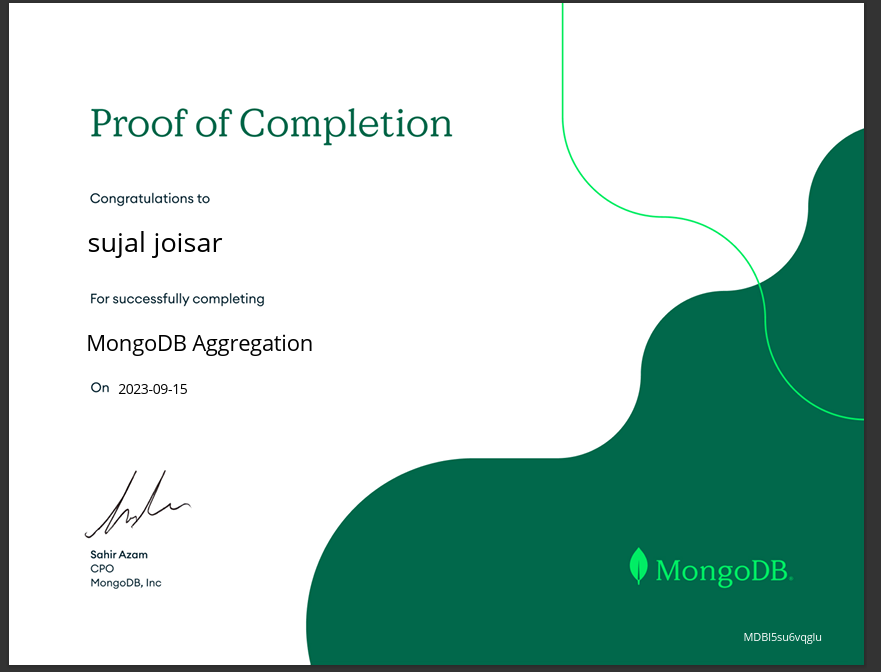 Proof of Completion
Congratulations to
sujal joisar
For successfully completing
MongoDB Aggregation
On 2023-09-15
Sahir Azam
CPO
MongoDB, Inc
MongoDB.